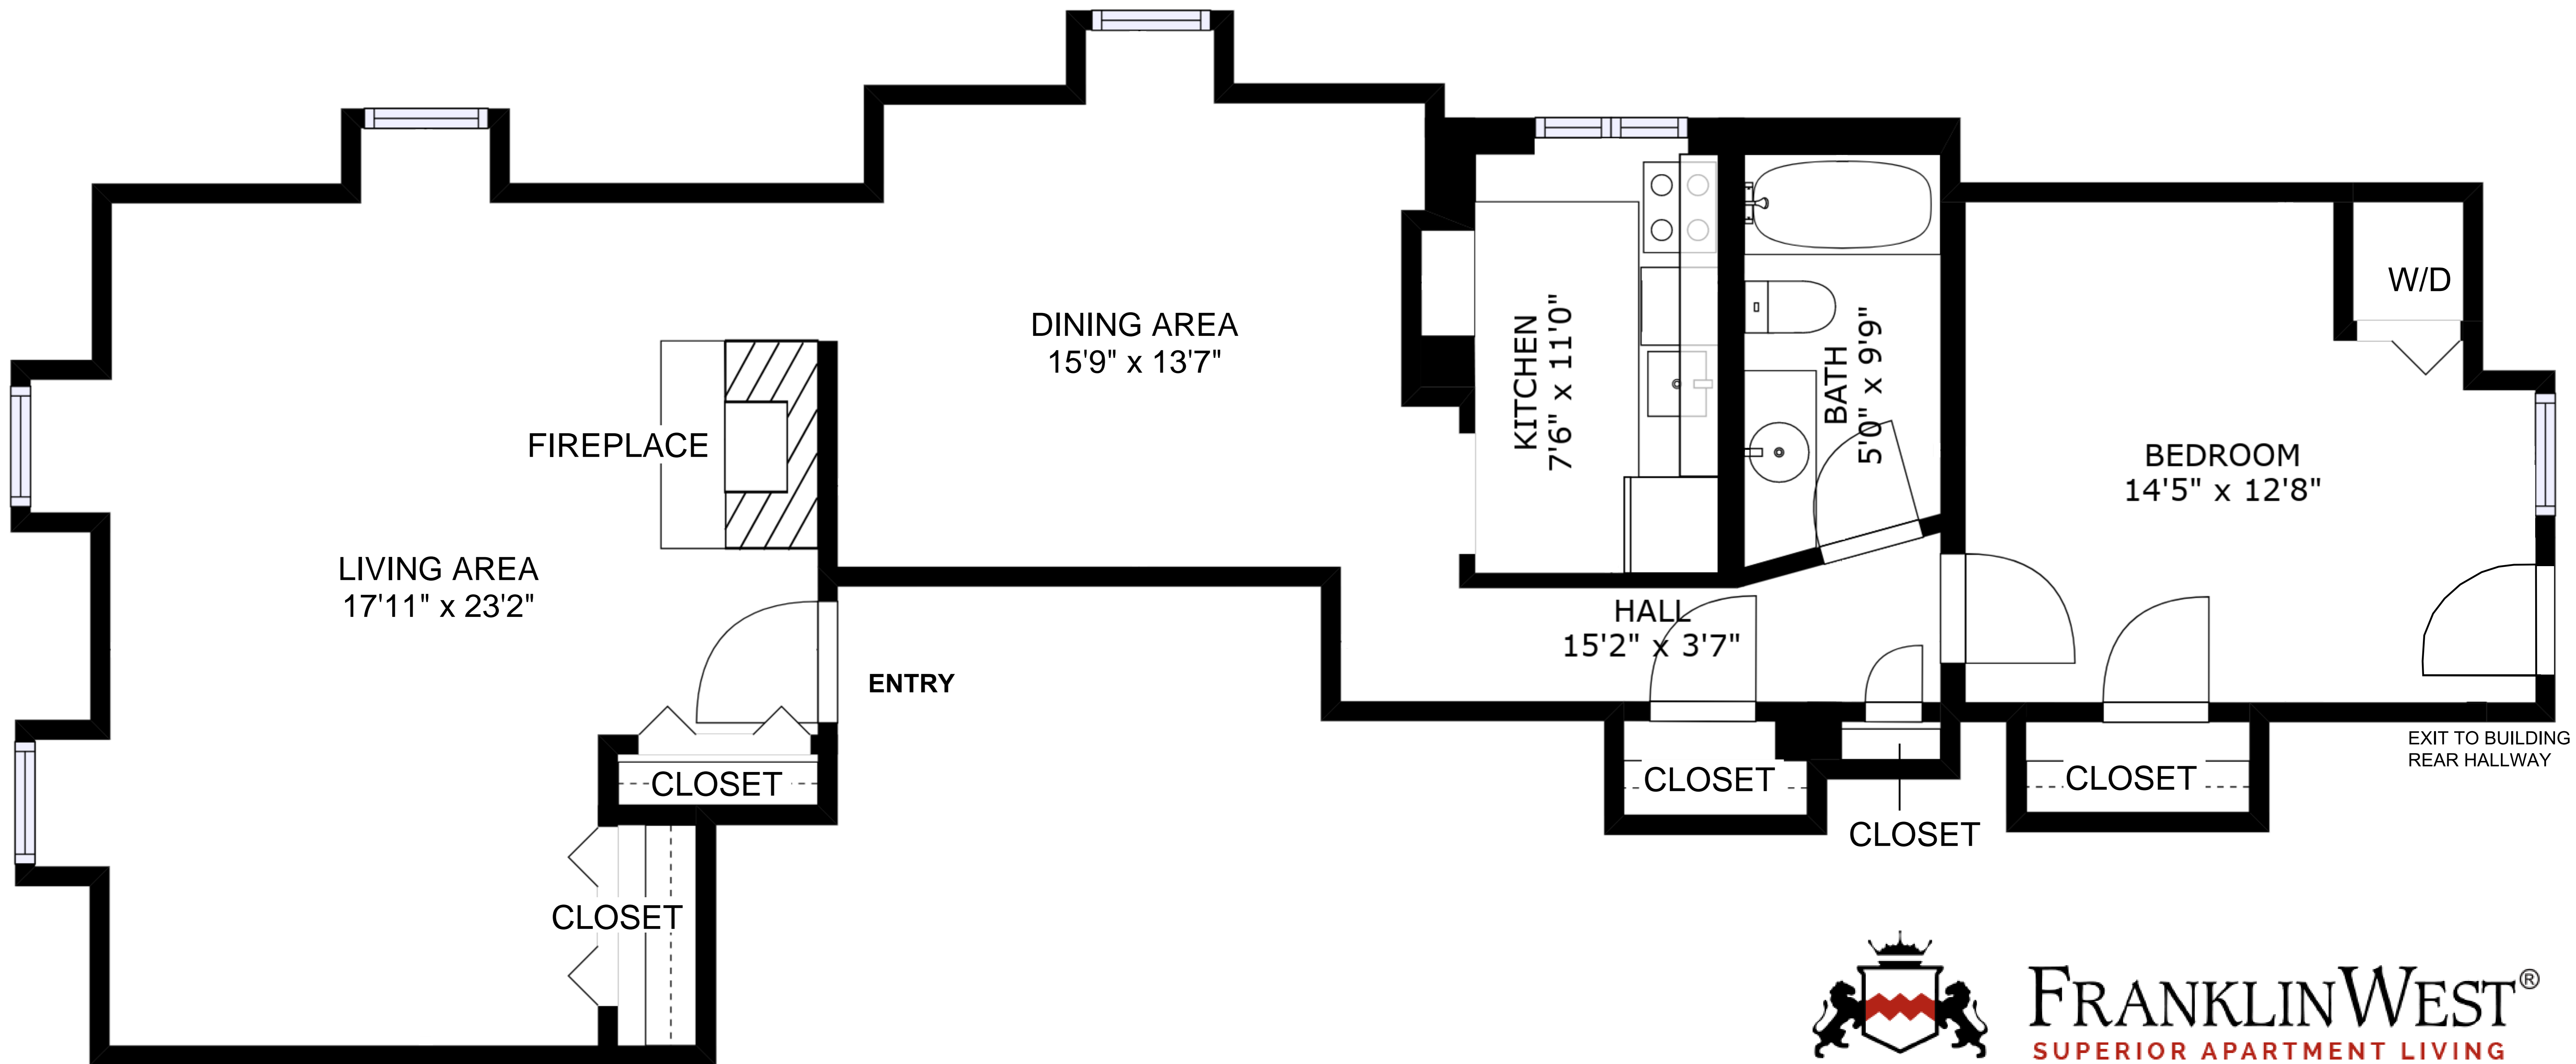 DINING AREA
15'9" x 13'7"
FIREPLACE
LIVING AREA
17'11" x 23'2"
ENTRY
CLOSET
CLOSET
KITCHEN
7'6" x 11'0"
BATH
5'0" x 9'9"
HALL
15'2" x 3'7"
CLOSET
CLOSET
W/D
BEDROOM
14'5" x 12'8"
CLOSET
EXIT TO BUILDING
REAR HALLWAY
FRANKLINWEST®
SUPERIOR APARTMENT LIVING